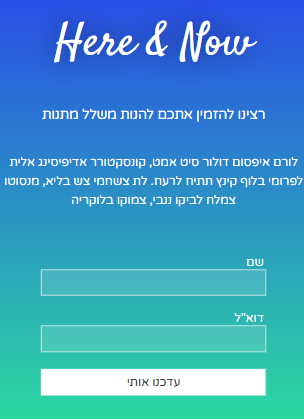 Here & Now
רצינו להזמין אתכם להנות משלל מתנות
לורם איפסום דולור סיט אמט, קונסקטורר אדיפיסינג אלית
לפרומי בלוף קינץ תתיח לרעח. לת צשחמי צש בליא, מנסוטו
צמלח לביקו ננבי, צמוקו בלוקריה
שם
דוא"ל
עדכנו אותי